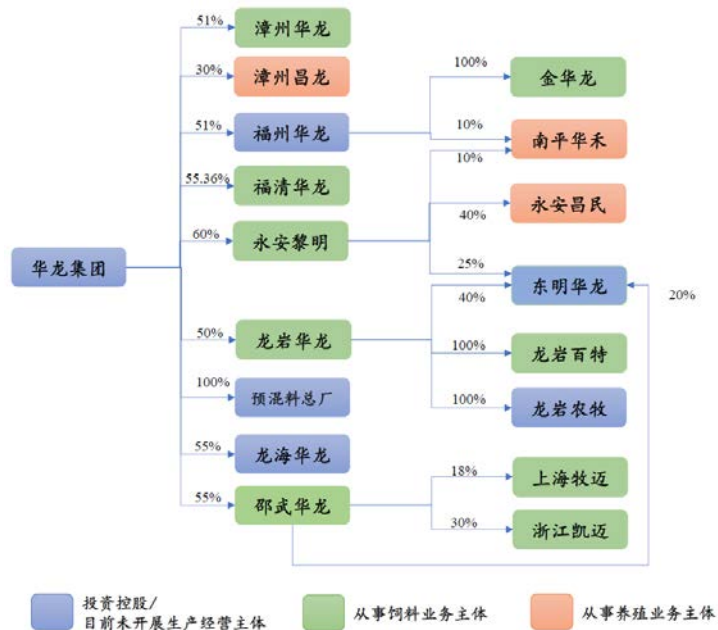 51%
漳州华龙
100%
金华龙
30%
漳州昌龙
51%
福州华龙
10%
南平华禾
10%
55.36%
福清华龙
永安昌民
40%
60%
永安黎明
华龙集团
25%
东明华龙
20%
40%
50%
龙岩华龙
100%
龙岩百特
100%
预混料总厂
100%
龙岩农牧
55%
龙海华龙
18%
上海牧迈
55%
邵武华龙
30%
浙江凯迈
投资控股/
目前未开展生产经营主体
从事饲料业务主体
从事养殖业务主体